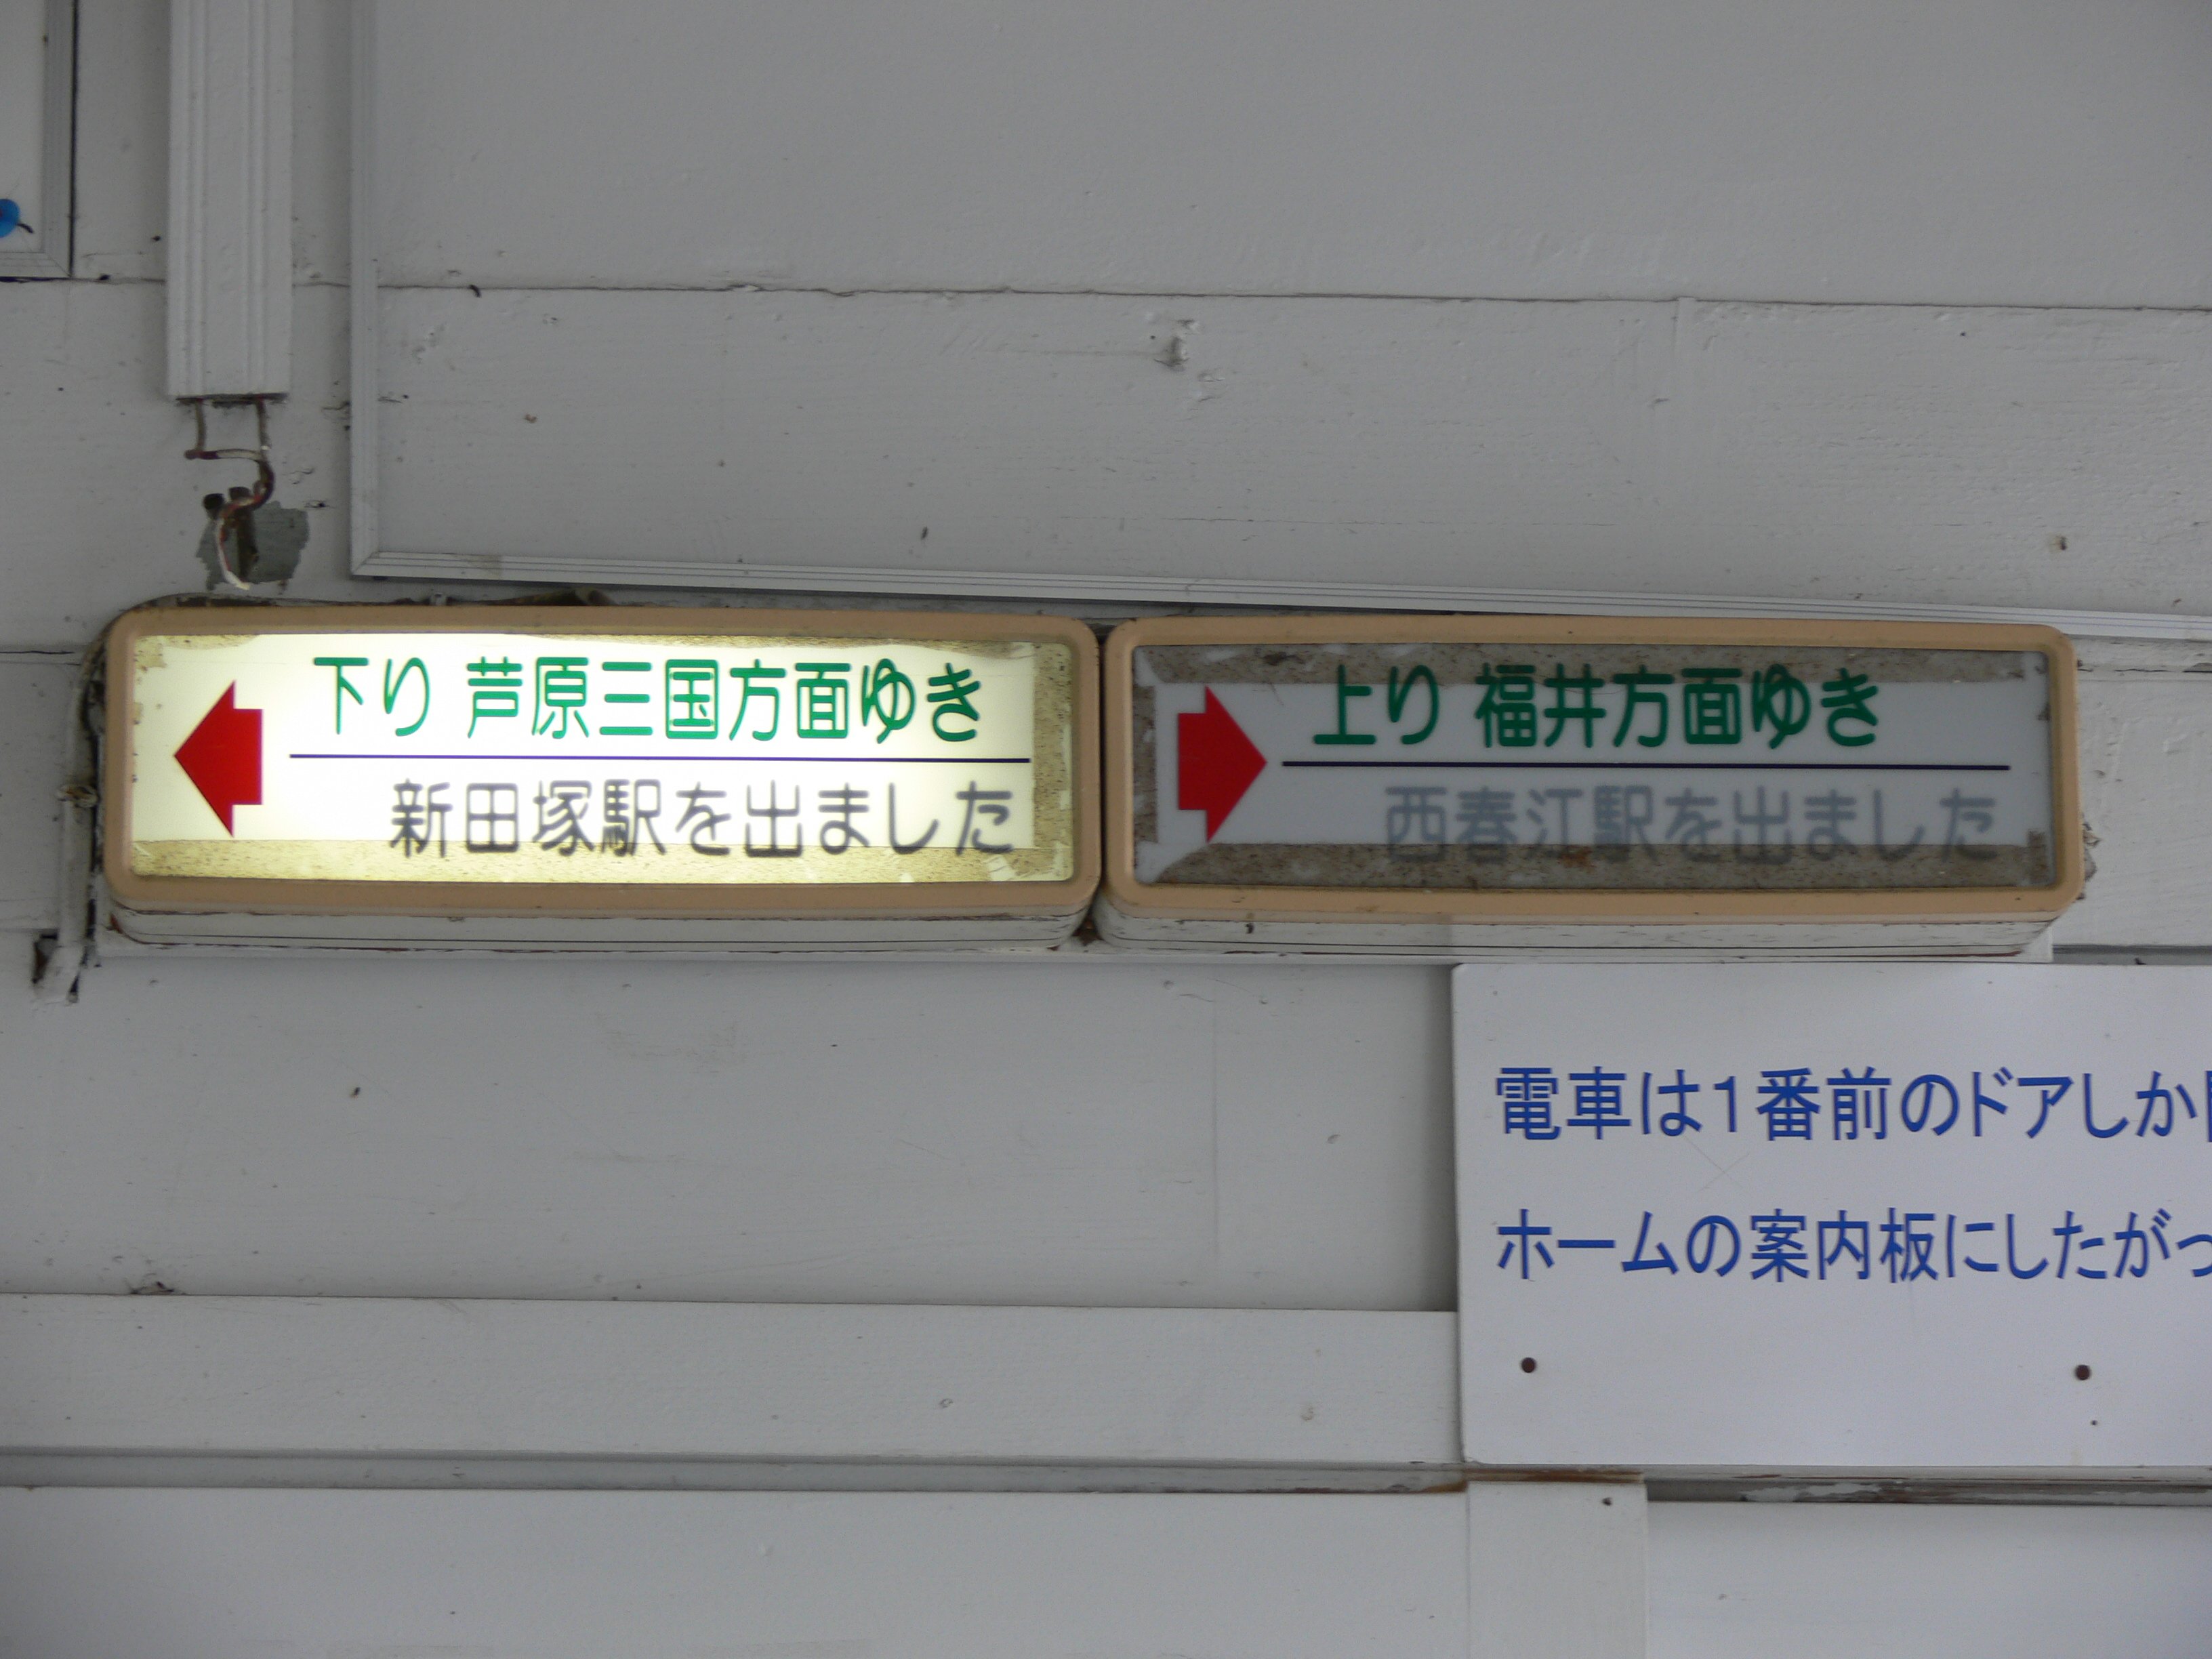 下り 芦原三国方面ゆき
新田塚駅を出ました
上り 福井方面ゆき
西春江駅を出ました
電車は1番前のドアしか
ホームの案内板にしたがっ